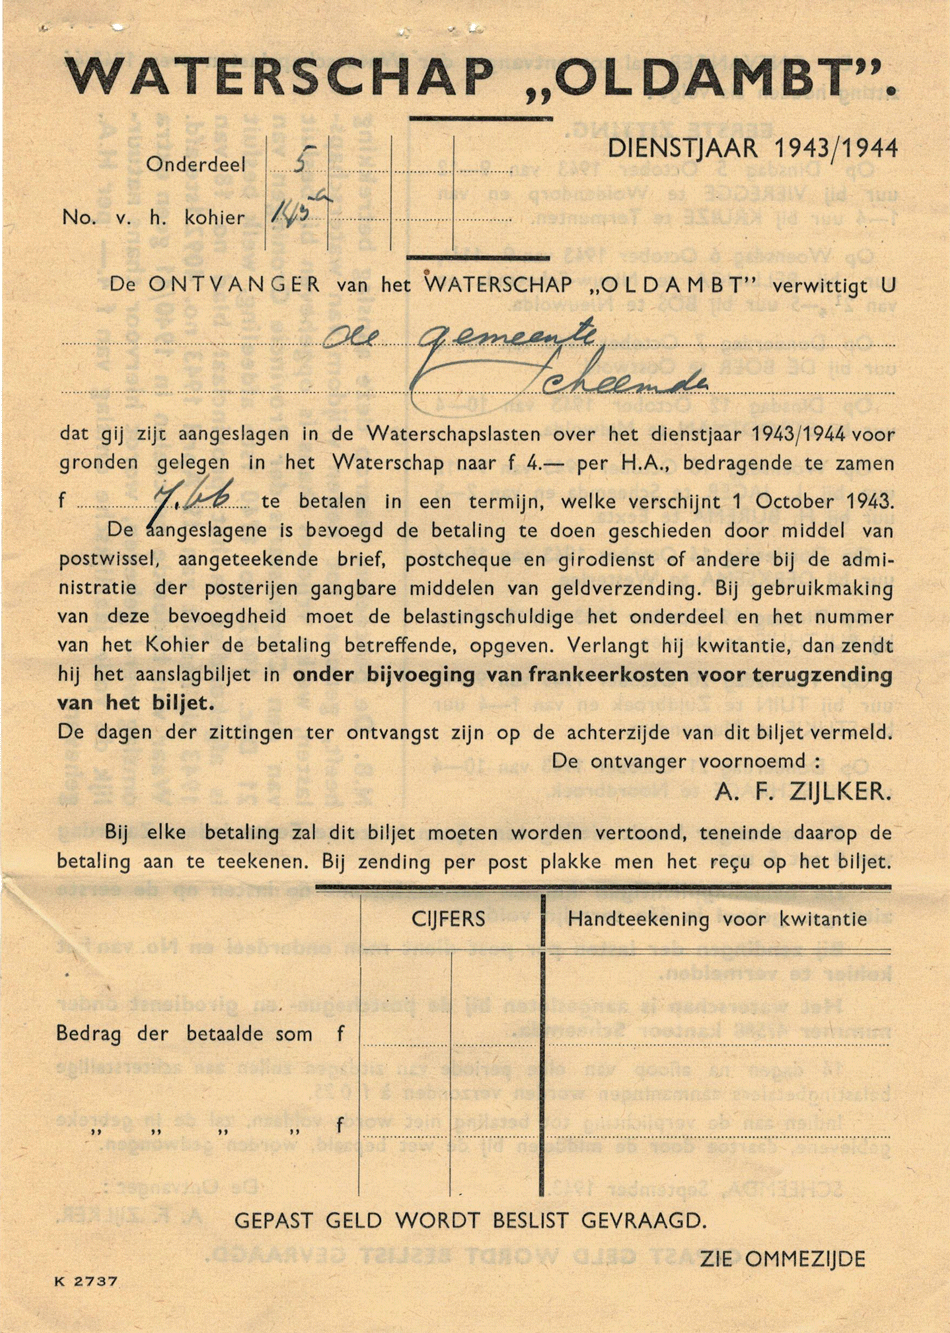 WATERSCHAP „OLDAMBT”.
DIENSTJAAR 1943/1944
Onderdeel 5
No. v. h. kohier 145a
De ONTVANGER van het WATERSCHAP „OLDAMBT” verwittigt U
de gemeente
Scheemda
dat gij zijt aangeslagen in de Waterschapslasten over het dienstjaar 1943/1944 voor
gronden gelegen in het Waterschap naar f 4.— per H.A., bedragende te zamen
f 7.66 te betalen in een termijn, welke verschijnt 1 October 1943.
De aangeslagene is bevoegd de betaling te doen geschieden door middel van
postwissel, aangeteekende brief, postcheque en girodienst of andere bij de admi-
nistratie der posterijen gangbare middelen van geldverzending. Bij gebruikmaking
van deze bevoegdheid moet de belastingschuldige het onderdeel en het nummer
van het Kohier de betaling betreffende, opgeven. Verlangt hij kwitantie, dan zendt
hij het aanslagbiljet in onder bijvoeging van frankeerkosten voor terugzending
van het biljet.
De dagen der zittingen ter ontvangst zijn op de achterzijde van dit biljet vermeld.
De ontvanger voornoemd :
A. F. ZIJLKER.
Bij elke betaling zal dit biljet moeten worden vertoond, teneinde daarop de
betaling aan te teekenen. Bij zending per post plakke men het reçu op het biljet.
CIJFERS Handteekening voor kwitantie
Bedrag der betaalde som f
„ „ „ „ f
GEPAST GELD WORDT BESLIST GEVRAAGD.
ZIE OMMEZIJDE
K 2737